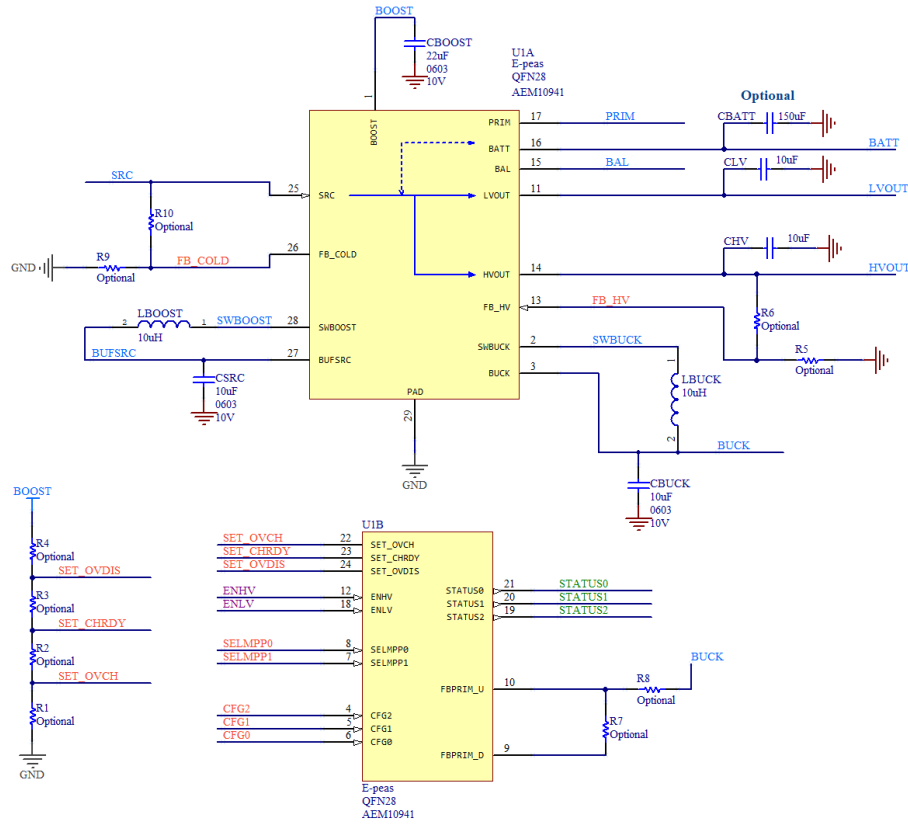 BOOST
CBOOST
22uF
0603
10V
U1A
E-peas
QFN28
AEM10941
1
BOOST
Optional
PRIM 17 PRIM
CBATT 150uF
BATT 16 BATT
BAL 15 BAL
CLV 10uF
LVOUT 11 LVOUT
SRC
25 SRC
R10
Optional
26 FB_COLD
GND
R9
Optional
FB_COLD
CHV 10uF
HVOUT 14 HVOUT
FB_HV 13 FB_HV
R6
Optional
R5
Optional
LBOOST
2 1 SWBOOST 28 SWBOOST
10uH
BUFSRC 27 BUFSRC
CSRC
10uF
0603
10V
SWBUCK 2 SWBUCK
BUCK 3
1
LBUCK
10uH
2
BUCK
PAD
29
GND
CBUCK
10uF
0603
10V
BOOST
R4
Optional
SET_OVDIS
R3
Optional
SET_CHRDY
R2
Optional
SET_OVCH
R1
Optional
GND
U1B
SET_OVCH 22 SET_OVCH
SET_CHRDY 23 SET_CHRDY
SET_OVDIS 24 SET_OVDIS
ENHV 12 ENHV
ENLV 18 ENLV
SELMPP0 8 SELMPP0
SELMPP1 7 SELMPP1
CFG2 4 CFG2
CFG1 5 CFG1
CFG0 6 CFG0
STATUS0 21 STATUS0
STATUS1 20 STATUS1
STATUS2 19 STATUS2
BUCK
FBPRIM_U 10
R8
Optional
R7
Optional
FBPRIM_D 9
E-peas
QFN28
AEM10941